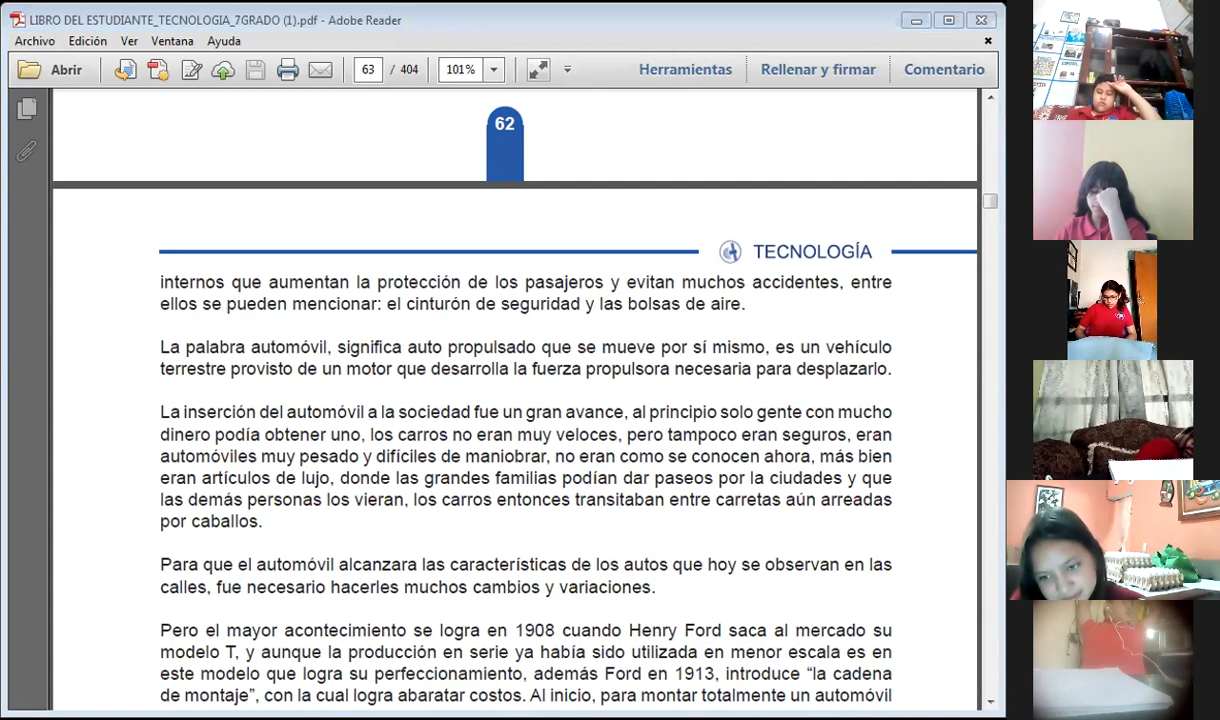 LIBRO DEL ESTUDIANTE_TECNOLOGIA_7GRADO (1).pdf - Adobe Reader
Archivo Edición Ver Ventana Ayuda
Abrir 63 / 404 101% Herramientas Rellenar y firmar Comentario
62
TECNOLOGÍA
internos que aumentan la protección de los pasajeros y evitan muchos accidentes, entre
ellos se pueden mencionar: el cinturón de seguridad y las bolsas de aire.
La palabra automóvil, significa auto propulsado que se mueve por sí mismo, es un vehículo
terrestre provisto de un motor que desarrolla la fuerza propulsora necesaria para desplazarlo.
La inserción del automóvil a la sociedad fue un gran avance, al principio solo gente con mucho
dinero podía obtener uno, los carros no eran muy veloces, pero tampoco eran seguros, eran
automóviles muy pesado y difíciles de maniobrar, no eran como se conocen ahora, más bien
eran artículos de lujo, donde las grandes familias podían dar paseos por la ciudades y que
las demás personas los vieran, los carros entonces transitaban entre carretas aún arreadas
por caballos.
Para que el automóvil alcanzara las características de los autos que hoy se observan en las
calles, fue necesario hacerles muchos cambios y variaciones.
Pero el mayor acontecimiento se logra en 1908 cuando Henry Ford saca al mercado su
modelo T, y aunque la producción en serie ya había sido utilizada en menor escala es en
este modelo que logra su perfeccionamiento, además Ford en 1913, introduce “la cadena
de montaje”, con la cual logra abaratar costos. Al inicio, para montar totalmente un automóvil